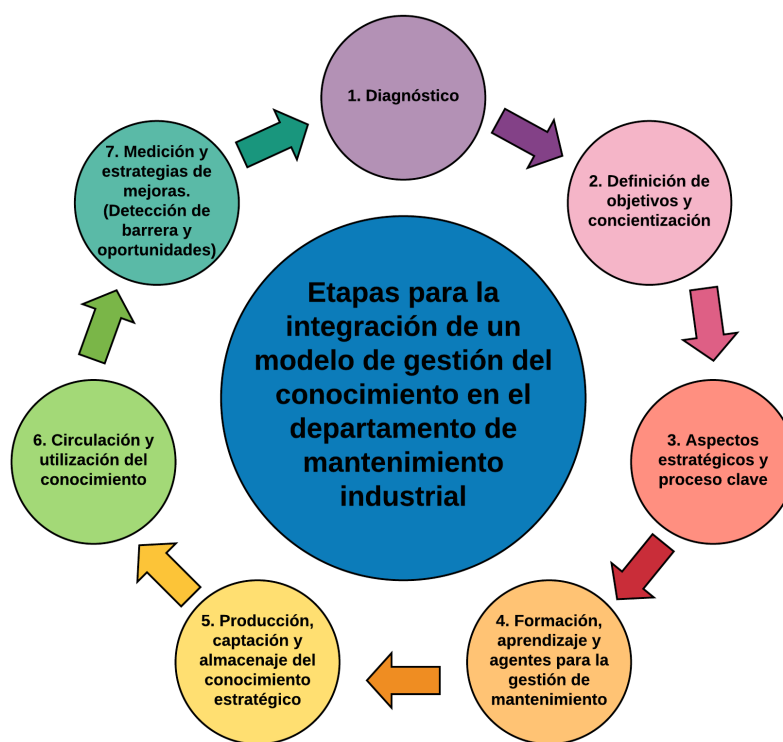 1. Diagnóstico
2. Definición de
objetivos y
concientización
3. Aspectos
estratégicos y
proceso clave
4. Formación,
aprendizaje y
agentes para la
gestión de
mantenimiento
5. Producción,
captación y
almacenaje del
conocimiento
estratégico
6. Circulación y
utilización del
conocimiento
7. Medición y
estrategias de
mejoras.
(Detección de
barrera y
oportunidades)
Etapas para la
integración de un
modelo de gestión del
conocimiento en el
departamento de
mantenimiento
industrial